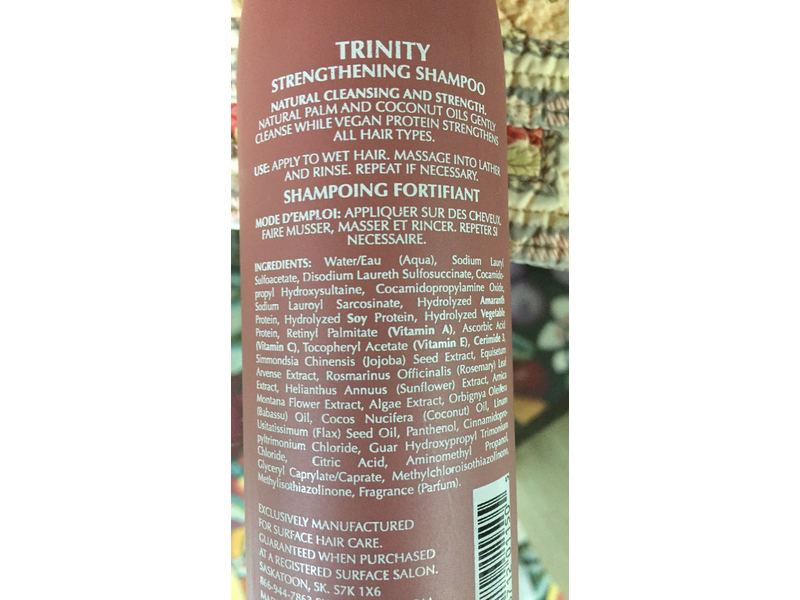 TRINITY
STRENGTHENING SHAMPOO
NATURAL CLEANSING AND STRENGTH.
NATURAL PALM AND COCONUT OILS GENTLY
CLEANSE WHILE VEGAN PROTEIN STRENGTHENS
ALL HAIR TYPES.
USE: APPLY TO WET HAIR. MASSAGE INTO LATHER
AND RINSE. REPEAT IF NECESSARY.
SHAMPOING FORTIFIANT
MODE D'EMPLOI: APPLIQUER SUR DES CHEVEUX,
FAIRE MUSSER, MASSER ET RINCER. REPETER SI
NECESSAIRE.
INGREDIENTS: Water/Eau (Aqua), Sodium Lauryl
Sulfoacetate, Disodium Laureth Sulfosuccinate, Cocamido-
propyl Hydroxysultaine, Cocamidopropylamine Oxide,
Sodium Lauroyl Sarcosinate, Hydrolyzed Amaranth
Protein, Hydrolyzed Soy Protein, Hydrolyzed Vegetable
Protein, Retinyl Palmitate (Vitamin A), Ascorbic Acid
(Vitamin C), Tocopheryl Acetate (Vitamin E), Cerimide 3,
Simmondsia Chinensis (Jojoba) Seed Extract, Equisetum
Arvense Extract, Rosmarinus Officinalis (Rosemary) Leaf
Extract, Helianthus Annuus (Sunflower) Extract, Arnica
Montana Flower Extract, Algae Extract, Orbignya Oleifera
(Babassu) Oil, Cocos Nucifera (Coconut) Oil, Linum
Usitatissimum (Flax) Seed Oil, Panthenol, Cinnamidopro-
pyltrimonium Chloride, Guar Hydroxypropyl Trimonium
Chloride, Citric Acid, Aminomethyl Propanol,
Glyceryl Caprylate/Caprate, Methylchloroisothiazolinone,
Methylisothiazolinone, Fragrance (Parfum).
EXCLUSIVELY MANUFACTURED
FOR SURFACE HAIR CARE.
GUARANTEED WHEN PURCHASED
AT A REGISTERED SURFACE SALON.
SASKATOON, SK. S7K 1X6